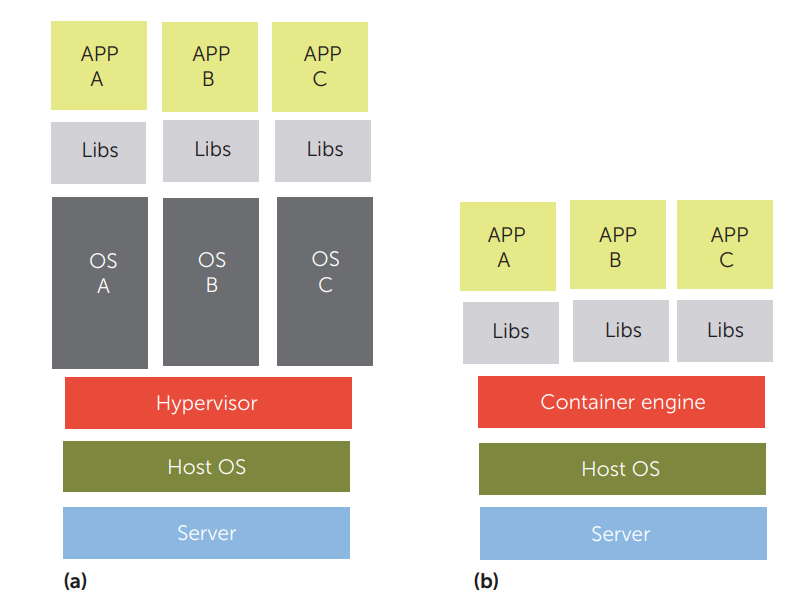 APP
A
APP
B
APP
C
Libs
Libs
Libs
OS
A
OS
B
OS
C
Hypervisor
Host OS
Server
(a)
APP
A
APP
B
APP
C
Libs
Libs
Libs
Container engine
Host OS
Server
(b)